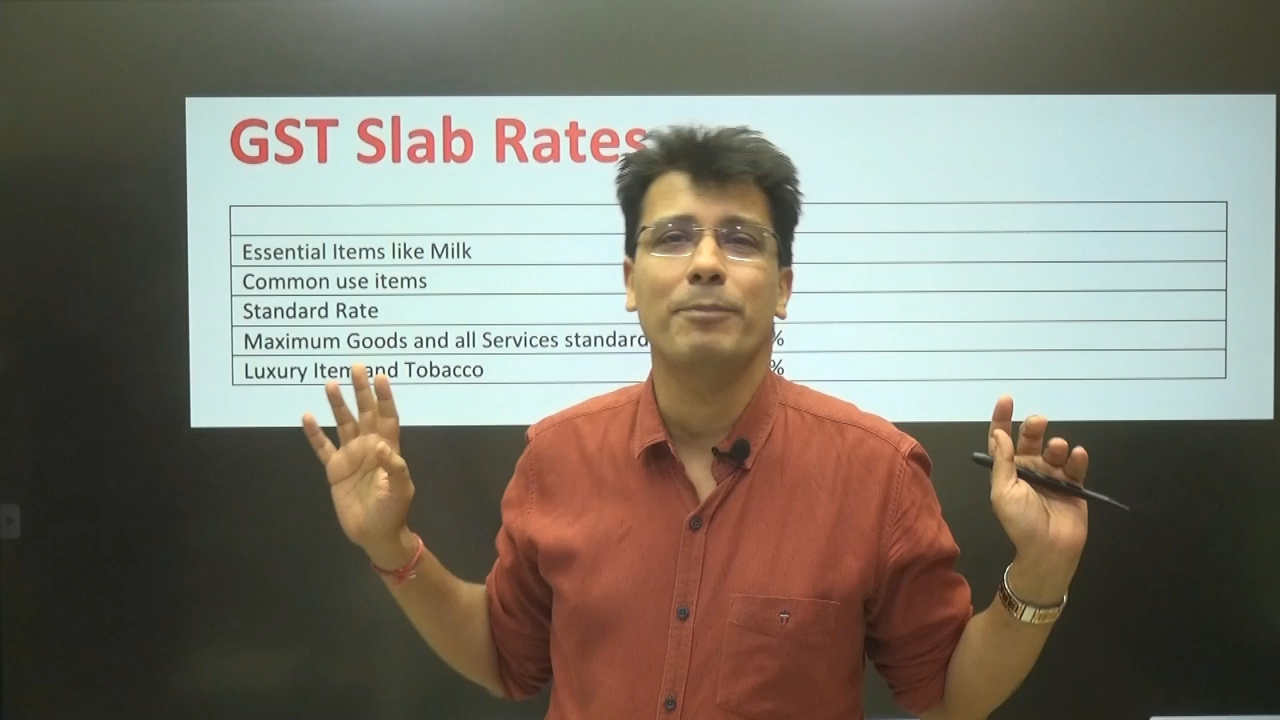 GST Slab Rates
Essential Items like Milk
Common use items
Standard Rate
Maximum Goods and all Services standard
%
Luxury Item and Tobacco
%